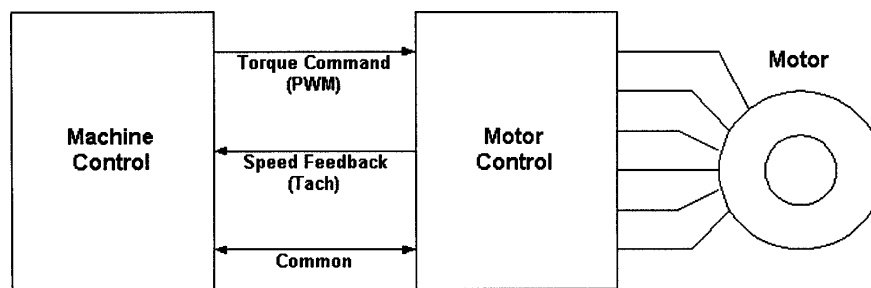 Machine
Control
Torque Command
(PWM)
Speed Feedback
(Tach)
Common
Motor
Control
Motor